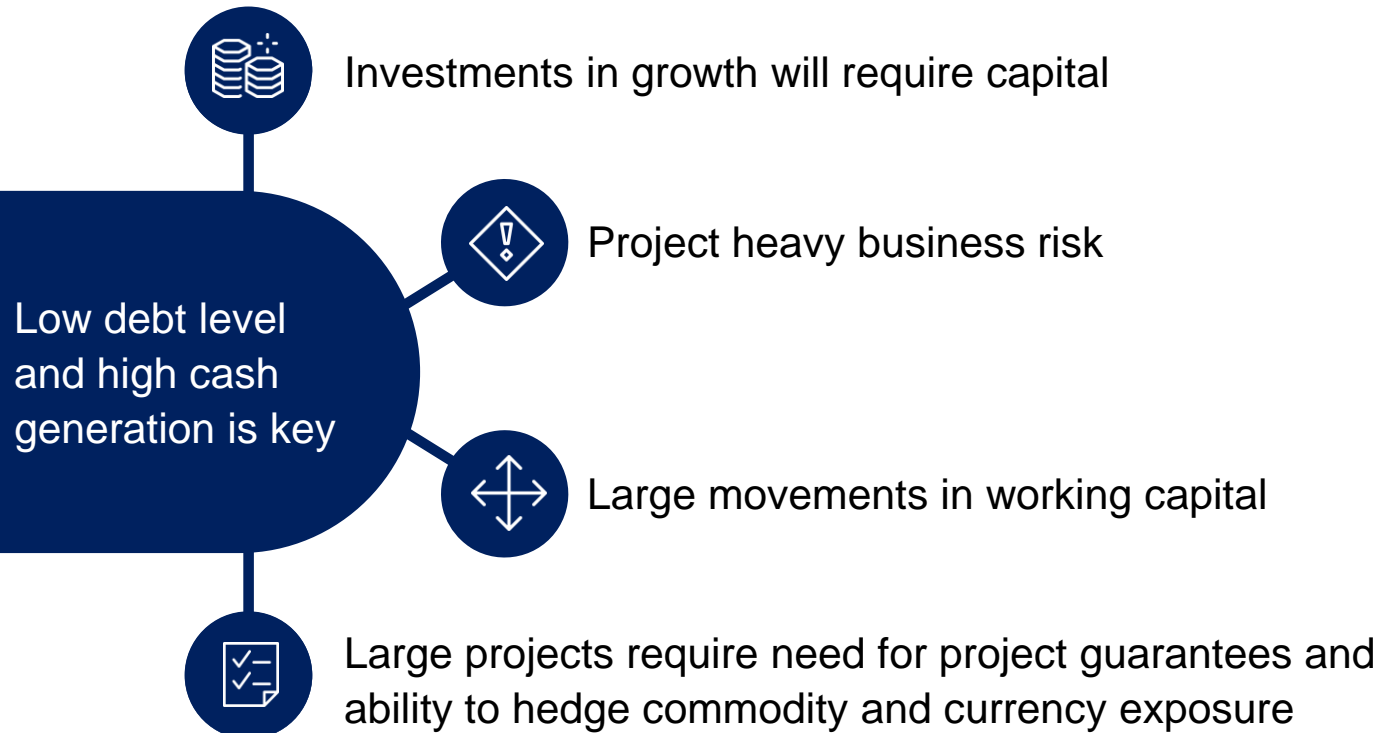 Investments in growth will require capital
Project heavy business risk
Low debt level
and high cash
generation is key
Large movements in working capital
Large projects require need for project guarantees and
ability to hedge commodity and currency exposure